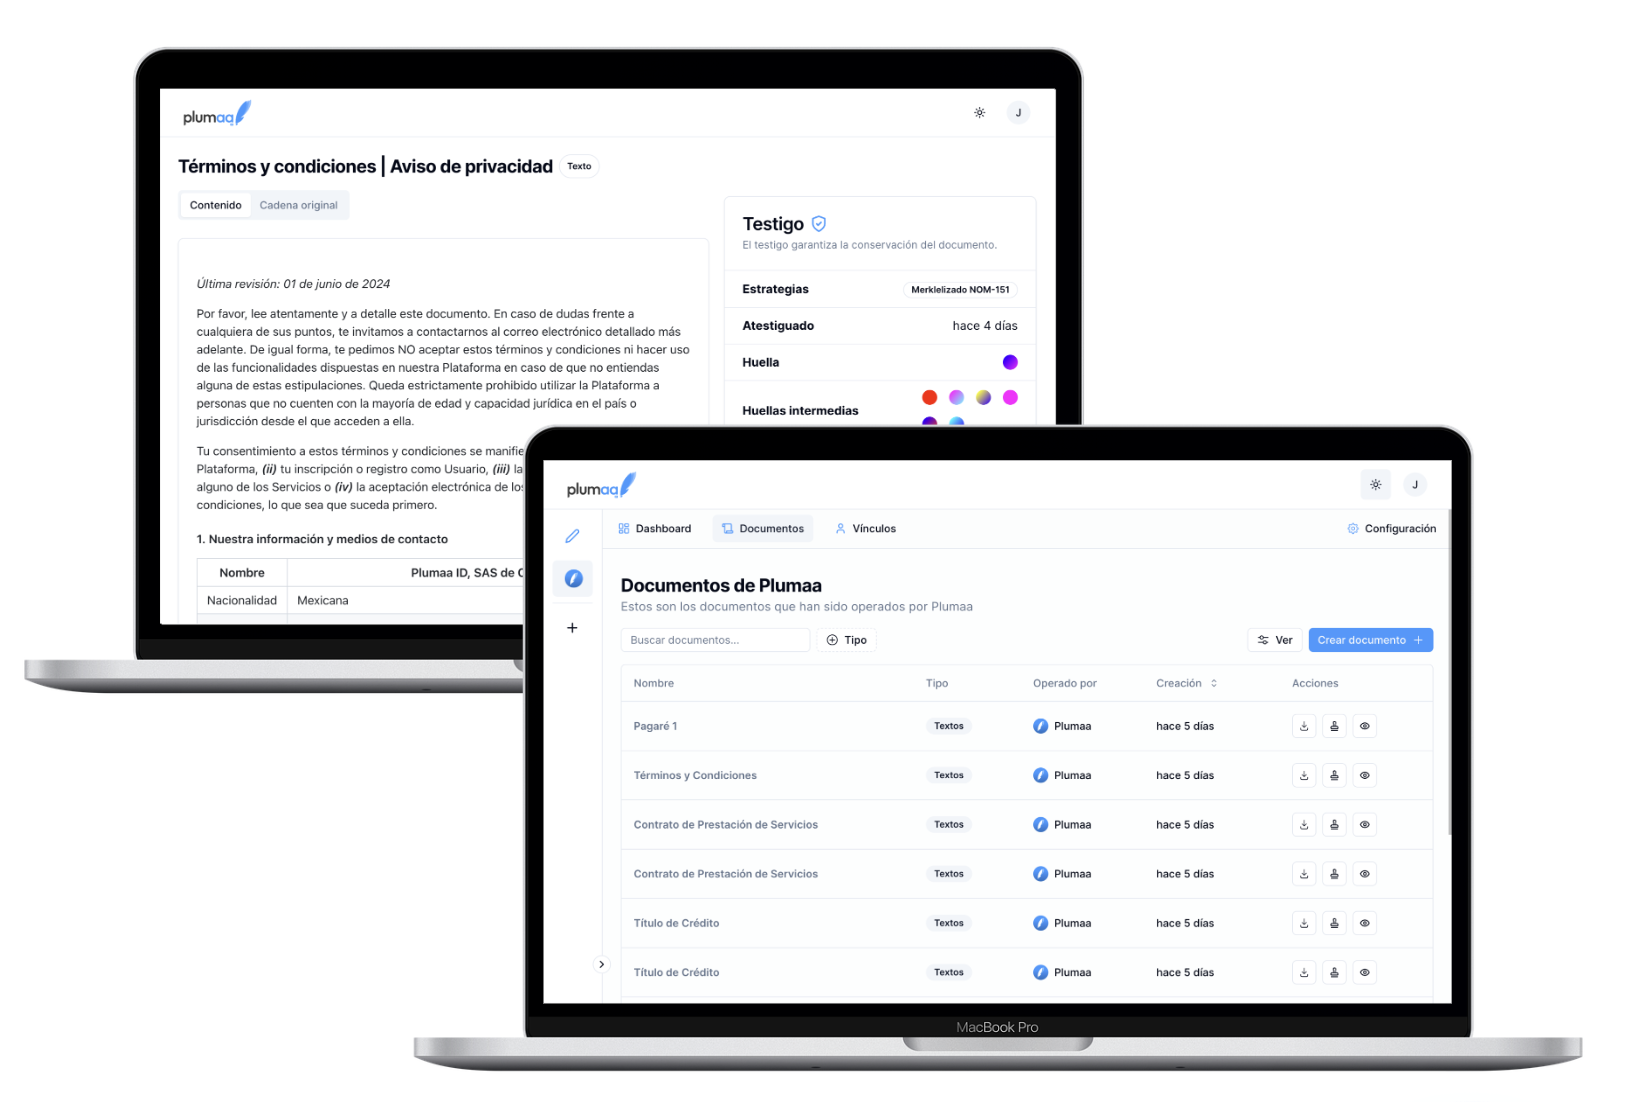 plumaa
J
Términos y condiciones | Aviso de privacidad
Texto
Contenido
Cadena original
Última revisión: 01 de junio de 2024
Por favor, lee atentamente y a detalle este documento. En caso de dudas frente a
cualquiera de sus puntos, te invitamos a contactarnos al correo electrónico detallado más
adelante. De igual forma, te pedimos NO aceptar estos términos y condiciones ni hacer uso
de las funcionalidades dispuestas en nuestra Plataforma en caso de que no entiendas
alguna de estas estipulaciones. Queda estrictamente prohibido utilizar la Plataforma a
personas que no cuenten con la mayoría de edad y capacidad jurídica en el país o
jurisdicción desde el que acceden a ella.
Tu consentimiento a estos términos y condiciones se manifie
Plataforma, (ii) tu inscripción o registro como Usuario, (iii) la
alguno de los Servicios o (iv) la aceptación electrónica de los
condiciones, lo que sea que suceda primero.
1. Nuestra información y medios de contacto
Nombre
Plumaa ID, SAS de C
Nacionalidad
Mexicana
Testigo
El testigo garantiza la conservación del documento.
Estrategias
Merklelizado NOM-151
Atestiguado
hace 4 días
Huella
Huellas intermedias
plumaa
J
Dashboard
Documentos
Vínculos
Configuración
Documentos de Plumaa
Estos son los documentos que han sido operados por Plumaa
Buscar documentos...
Tipo
Ver
Crear documento +
Nombre Tipo Operado por Creación Acciones
Pagaré 1 Textos Plumaa hace 5 días
Términos y Condiciones Textos Plumaa hace 5 días
Contrato de Prestación de Servicios Textos Plumaa hace 5 días
Contrato de Prestación de Servicios Textos Plumaa hace 5 días
Título de Crédito Textos Plumaa hace 5 días
Título de Crédito Textos Plumaa hace 5 días
MacBook Pro